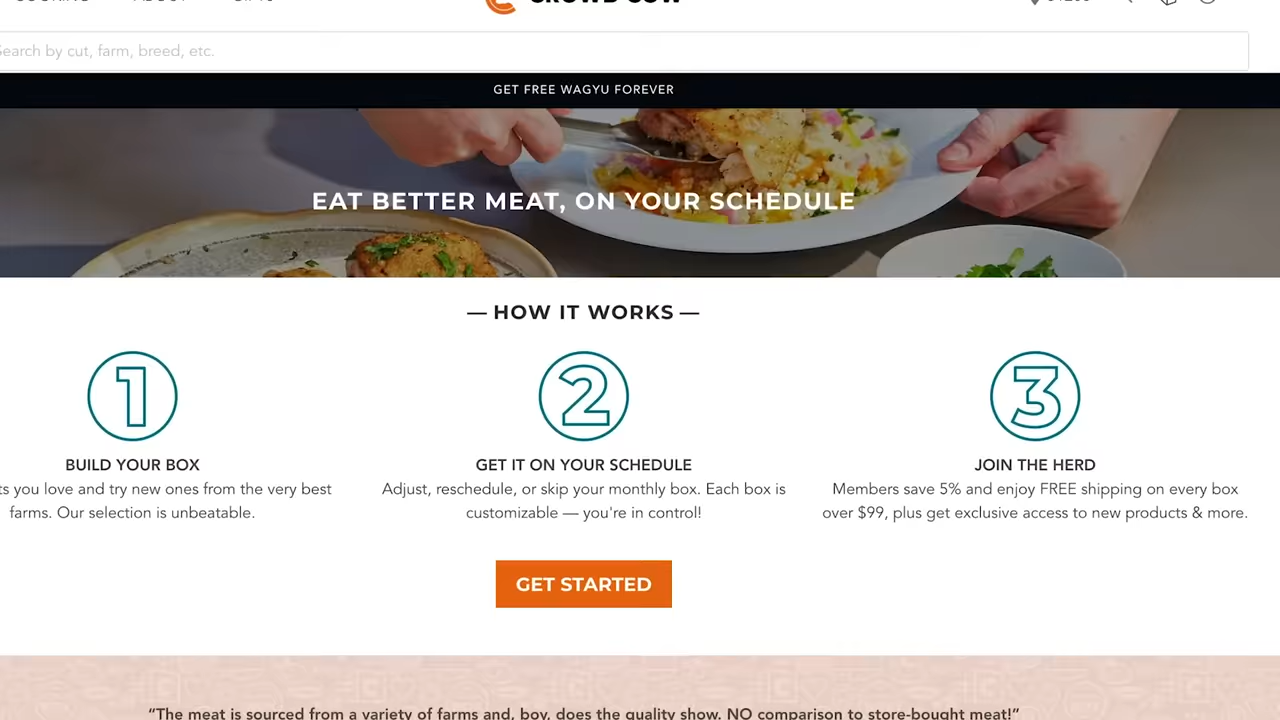 CROWD COW
Search by cut, farm, breed, etc.
GET FREE WAGYU FOREVER
EAT BETTER MEAT, ON YOUR SCHEDULE
— HOW IT WORKS —
1
2
3
BUILD YOUR BOX
GET IT ON YOUR SCHEDULE
JOIN THE HERD
you love and try new ones from the very best
farms. Our selection is unbeatable.
Adjust, reschedule, or skip your monthly box. Each box is
customizable — you're in control!
Members save 5% and enjoy FREE shipping on every box
over $99, plus get exclusive access to new products & more.
GET STARTED
“The meat is sourced from a variety of farms and, boy, does the quality show. NO comparison to store-bought meat!”